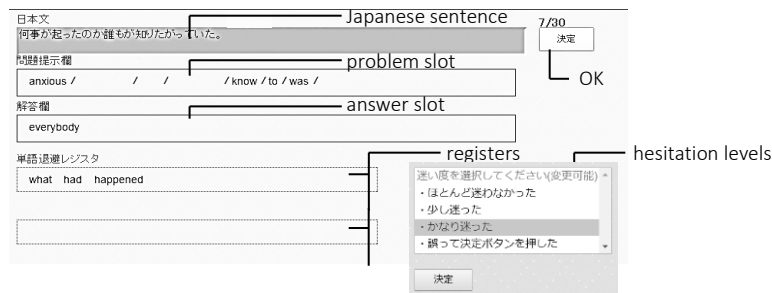 日本文
Japanese sentence
7/30
何事が起ったのか誰もが知りたがっていた。
決定
問題提示欄
problem slot
OK
anxious / / / / know / to / was /
解答欄
answer slot
everybody
単語退避レジスタ
registers
hesitation levels
what had happened
迷い度を選択してください(変更可能)
・ほとんど迷わなかった
・少し迷った
・かなり迷った
・誤って決定ボタンを押した
決定